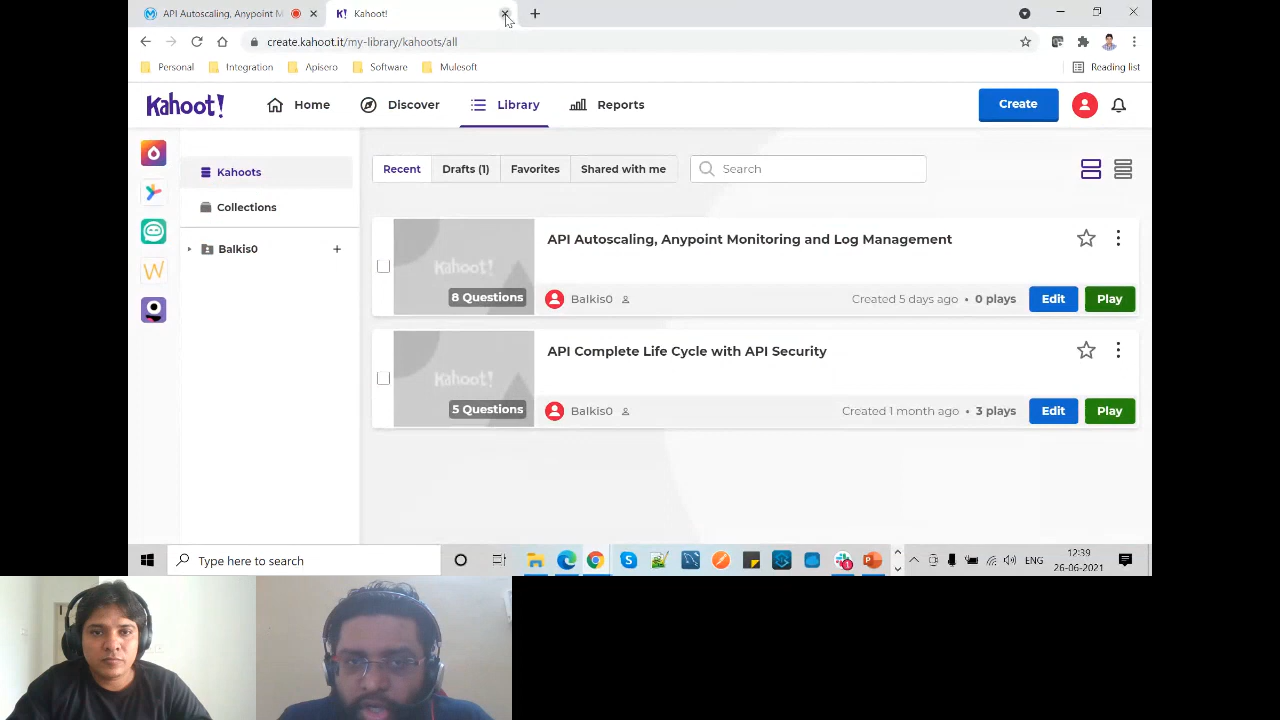 API Autoscaling, Anypoint M
Kahoot!
create.kahoot.it/my-library/kahoots/all
Personal
Integration
Apisero
Software
Mulesoft
Reading list
Kahoot!
Home
Discover
Library
Reports
Create
Kahoots
Collections
Balkis0
Recent
Drafts (1)
Favorites
Shared with me
Search
API Autoscaling, Anypoint Monitoring and Log Management
Kahoot!
8 Questions
Balkis0
Created 5 days ago • 0 plays
Edit
Play
API Complete Life Cycle with API Security
Kahoot!
5 Questions
Balkis0
Created 1 month ago • 3 plays
Edit
Play
Type here to search
1
ENG
12:39
26-06-2021